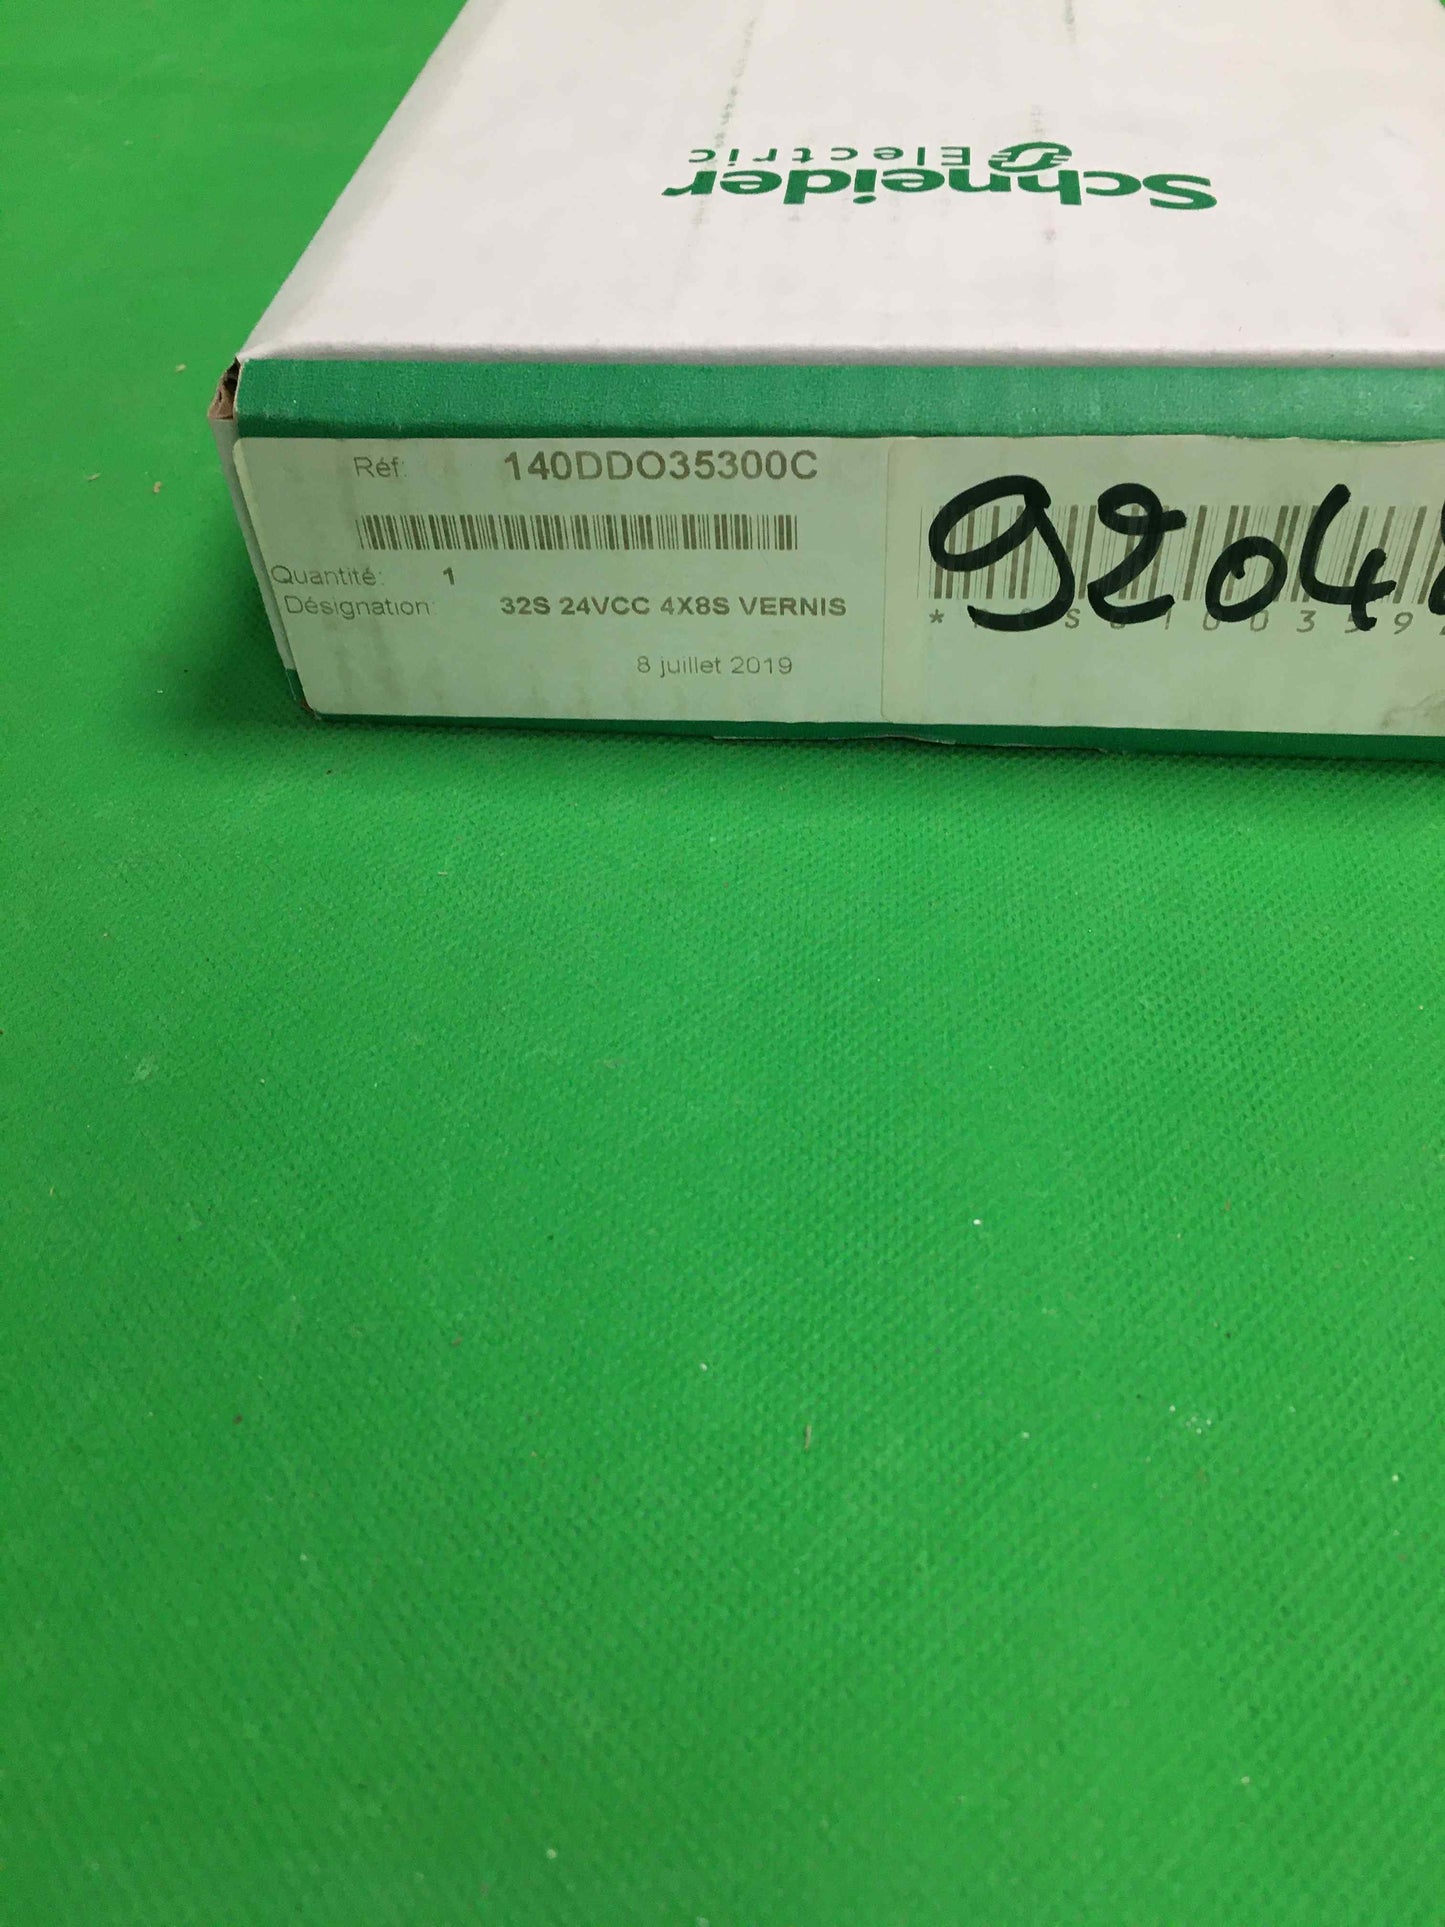 Schneider
Electric
Réf: 140DDO35300C
Quantité: 1
Désignation: 32S 24VCC 4X8S VERNIS
8 juillet 2019
9204